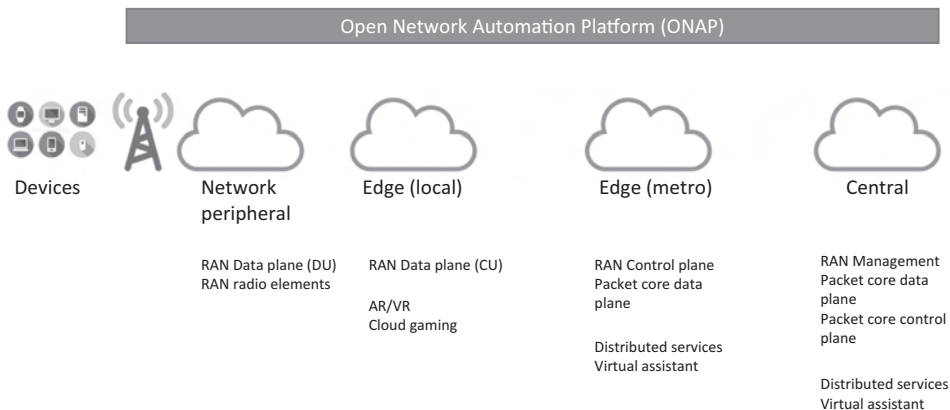 Open Network Automation Platform (ONAP)
Devices
Network
peripheral
RAN Data plane (DU)
RAN radio elements
Edge (local)
RAN Data plane (CU)
AR/VR
Cloud gaming
Edge (metro)
RAN Control plane
Packet core data
plane
Distributed services
Virtual assistant
Central
RAN Management
Packet core data
plane
Packet core control
plane
Distributed services
Virtual assistant